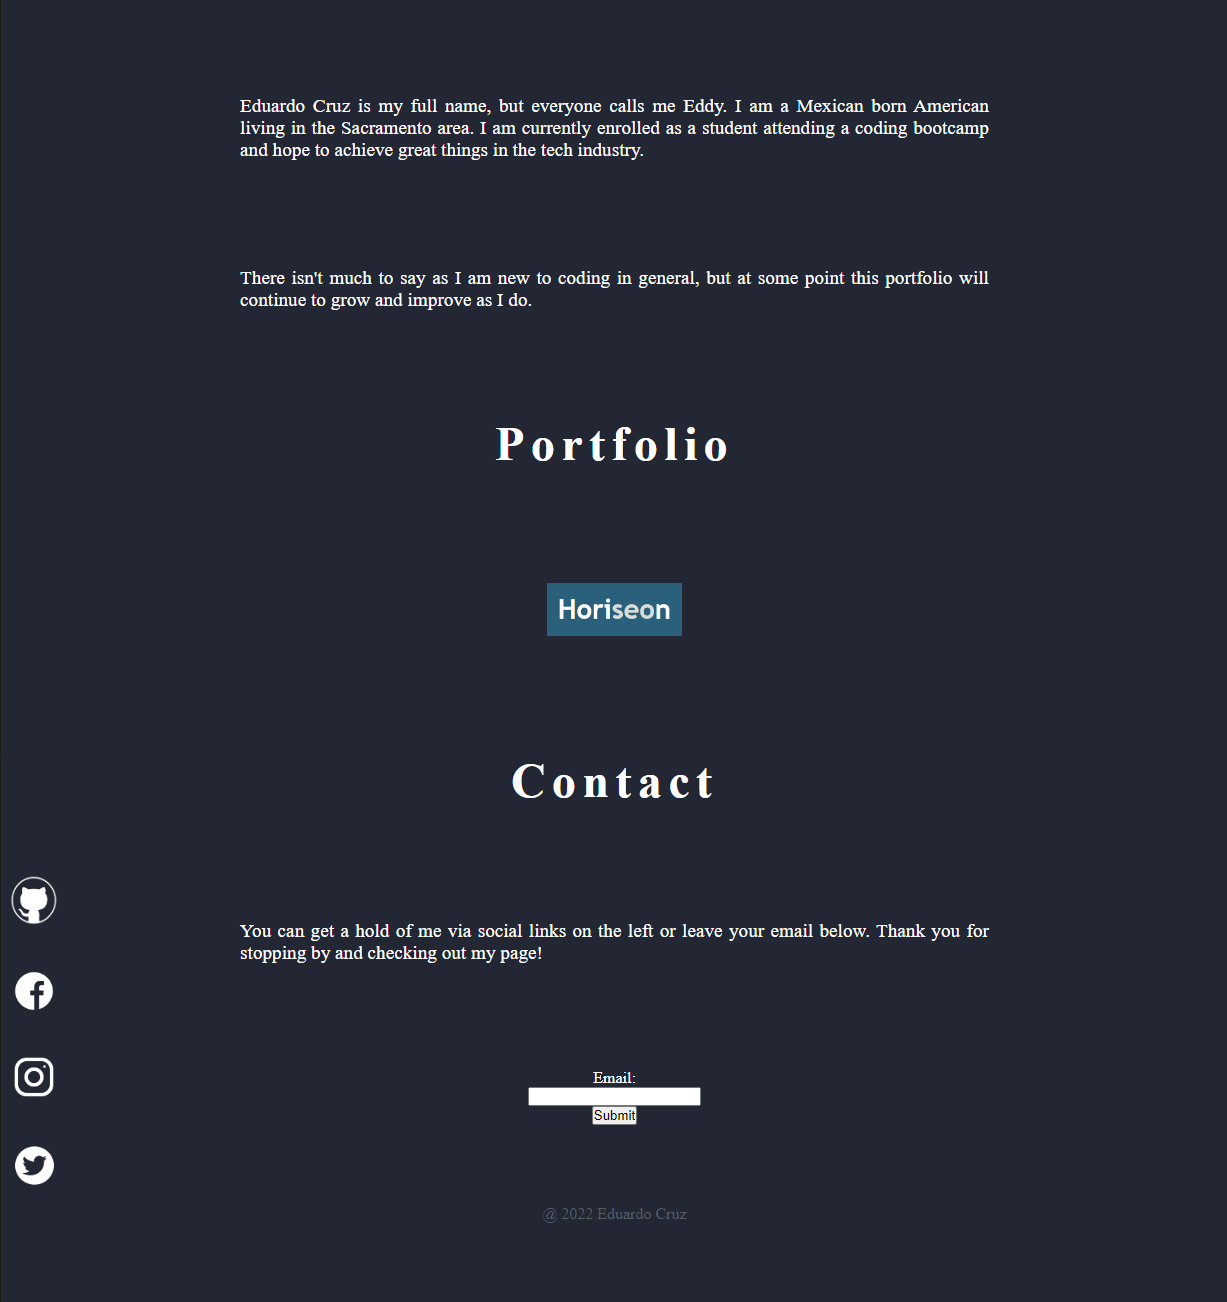 Eduardo Cruz is my full name, but everyone calls me Eddy. I am a Mexican born American
living in the Sacramento area. I am currently enrolled as a student attending a coding bootcamp
and hope to achieve great things in the tech industry.
There isn't much to say as I am new to coding in general, but at some point this portfolio will
continue to grow and improve as I do.
Portfolio
Horiseon
Contact
You can get a hold of me via social links on the left or leave your email below. Thank you for
stopping by and checking out my page!
Email:
Submit
@ 2022 Eduardo Cruz